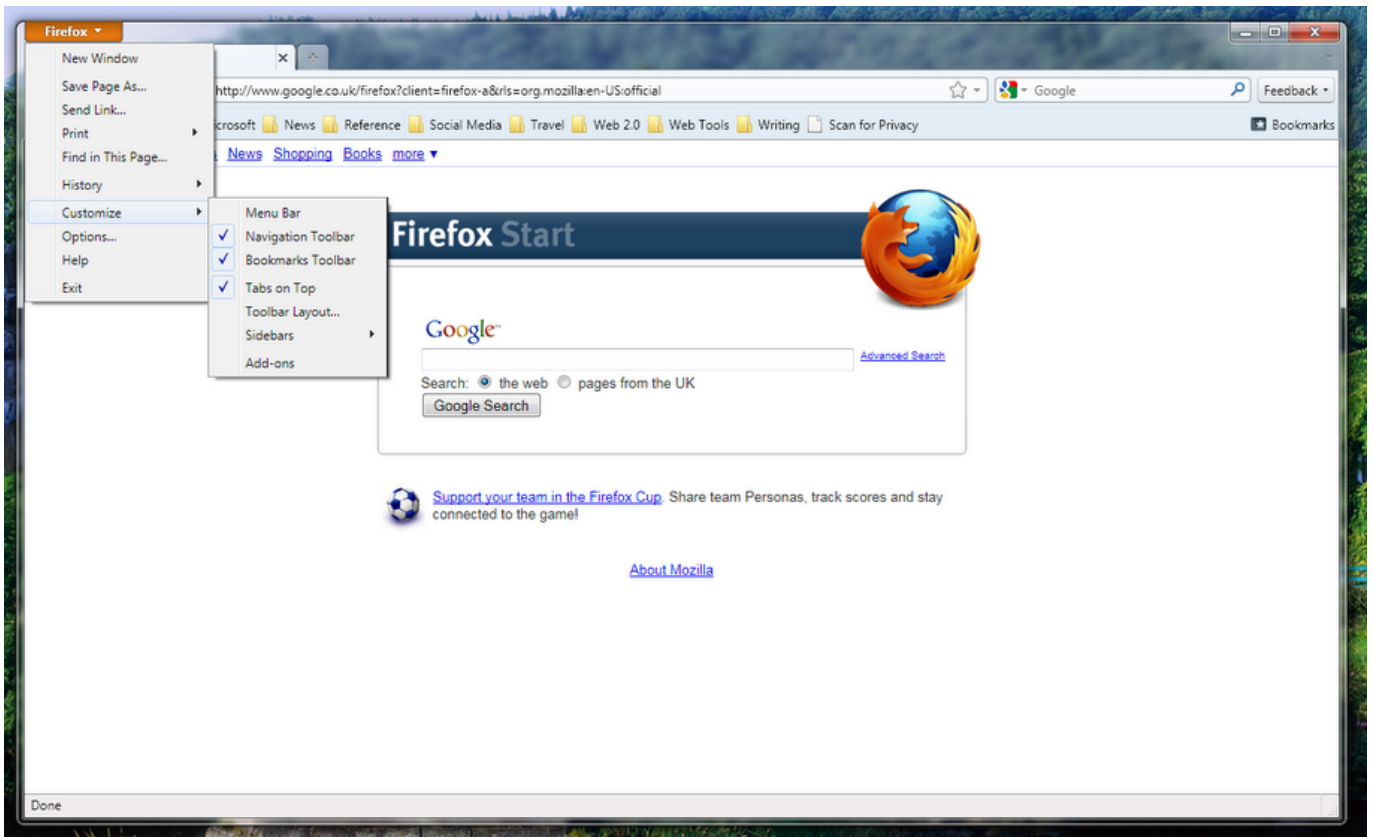 Firefox
New Window
Save Page As...
Send Link...
Print
Find in This Page...
History
Customize
Options...
Help
Exit
Menu Bar
Navigation Toolbar
Bookmarks Toolbar
Tabs on Top
Toolbar Layout...
Sidebars
Add-ons
http://www.google.co.uk/firefox?client=firefox-a&rls=org.mozilla:en-US:official
Google
Feedback
News Reference Social Media Travel Web 2.0 Web Tools Writing Scan for Privacy
Bookmarks
News Shopping Books more ▼
Firefox Start
Google™
Advanced Search
Search: the web pages from the UK
Google Search
Support your team in the Firefox Cup. Share team Personas, track scores and stay
connected to the game!
About Mozilla
Done